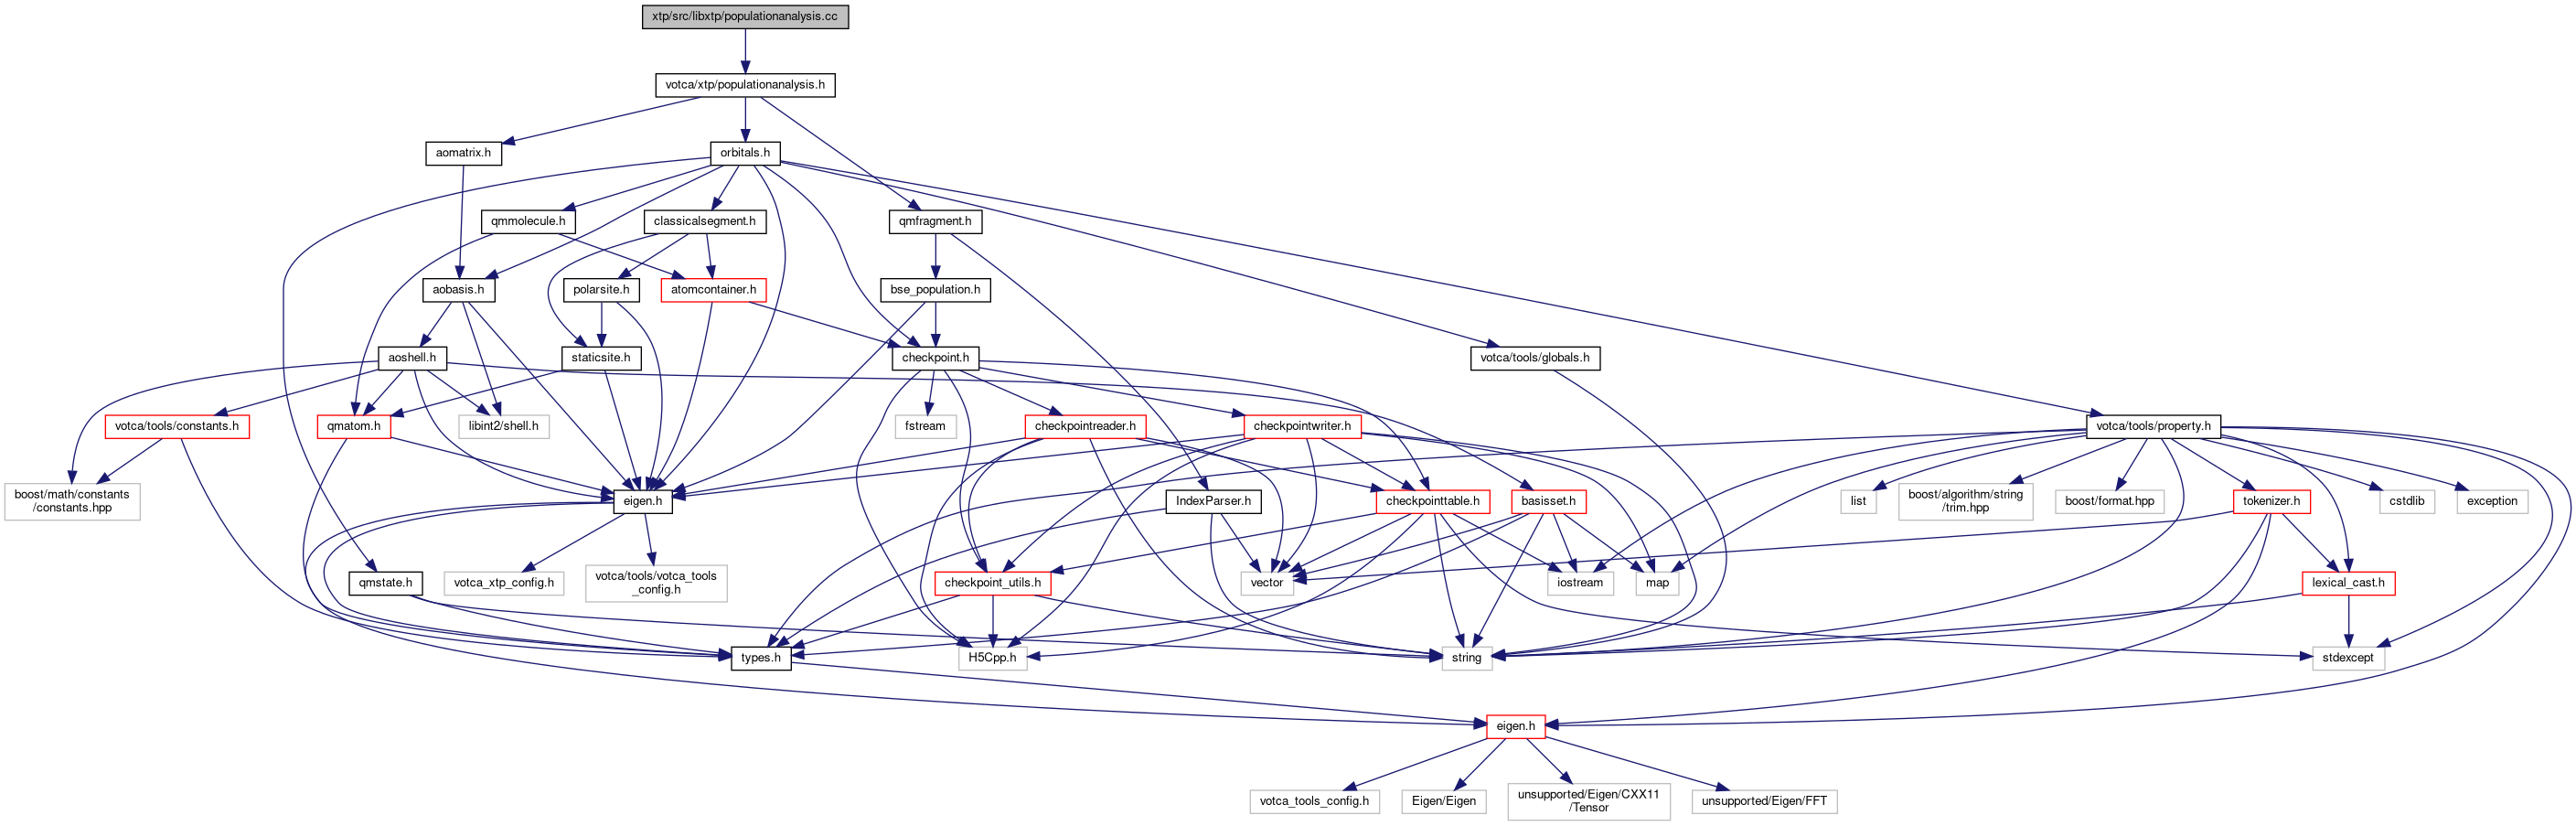 xtp/src/libxtp/populationanalysis.cc
votca/xtp/populationanalysis.h
aomatrix.h
orbitals.h
qmmolecule.h
classicalsegment.h
qmfragment.h
aobasis.h
polarsite.h
atomcontainer.h
bse_population.h
aoshell.h
staticsite.h
checkpoint.h
votca/tools/globals.h
votca/tools/constants.h
qmatom.h
libint2/shell.h
fstream
checkpointreader.h
checkpointwriter.h
votca/tools/property.h
boost/math/constants
/constants.hpp
eigen.h
IndexParser.h
checkpointtable.h
basisset.h
list
boost/algorithm/string
/trim.hpp
boost/format.hpp
tokenizer.h
cstdlib
exception
qmstate.h
votca_xtp_config.h
votca/tools/votca_tools
_config.h
checkpoint_utils.h
vector
iostream
map
lexical_cast.h
types.h
H5Cpp.h
string
stdexcept
eigen.h
votca_tools_config.h
Eigen/Eigen
unsupported/Eigen/CXX11
/Tensor
unsupported/Eigen/FFT